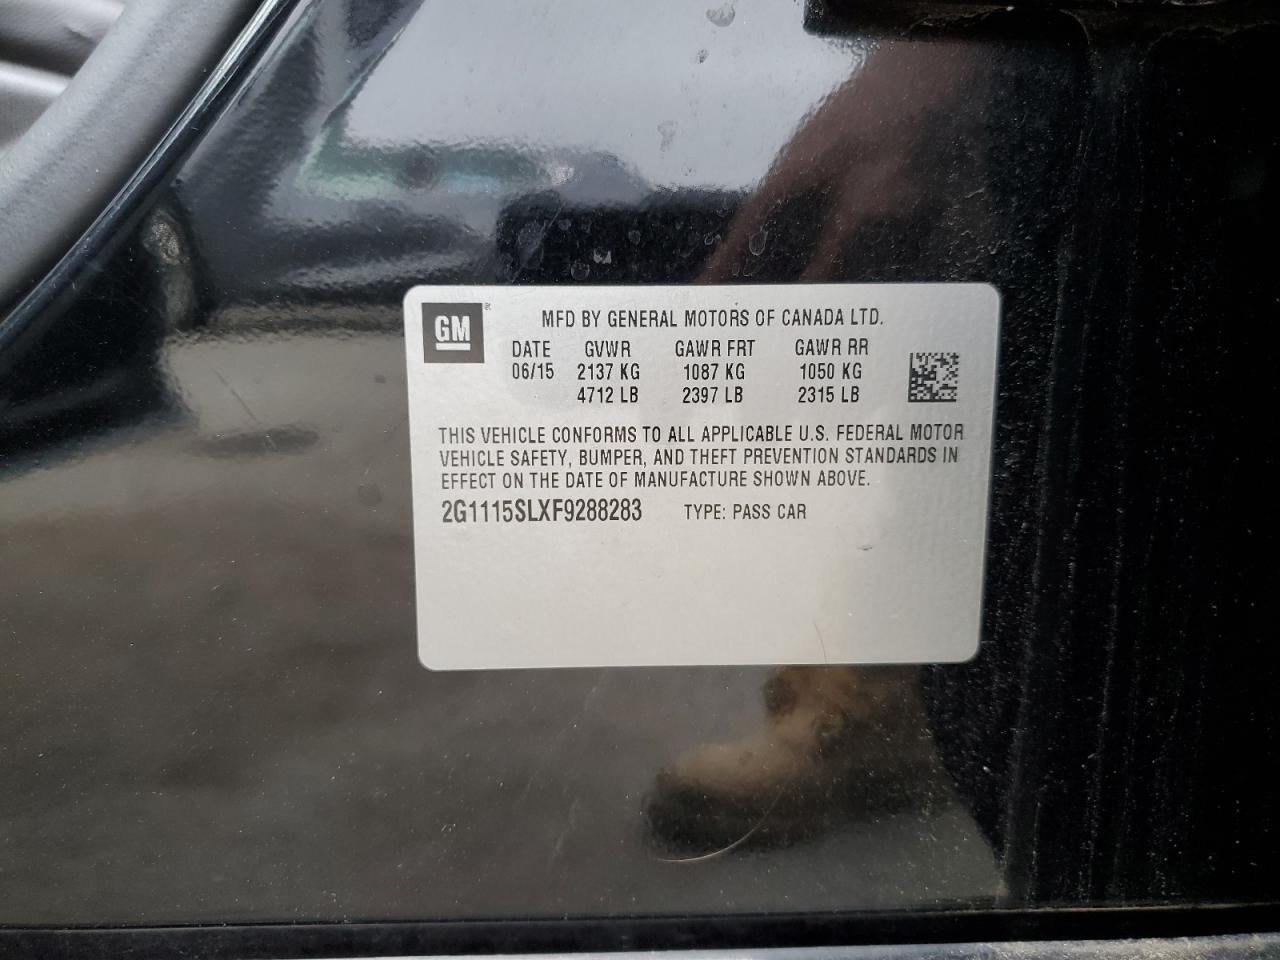 GM
MFD BY GENERAL MOTORS OF CANADA LTD.
DATE GVWR GAWR FRT GAWR RR
06/15 2137 KG 1087 KG 1050 KG
4712 LB 2397 LB 2315 LB
THIS VEHICLE CONFORMS TO ALL APPLICABLE U.S. FEDERAL MOTOR
VEHICLE SAFETY, BUMPER, AND THEFT PREVENTION STANDARDS IN
EFFECT ON THE DATE OF MANUFACTURE SHOWN ABOVE.
2G1115SLXF9288283 TYPE: PASS CAR